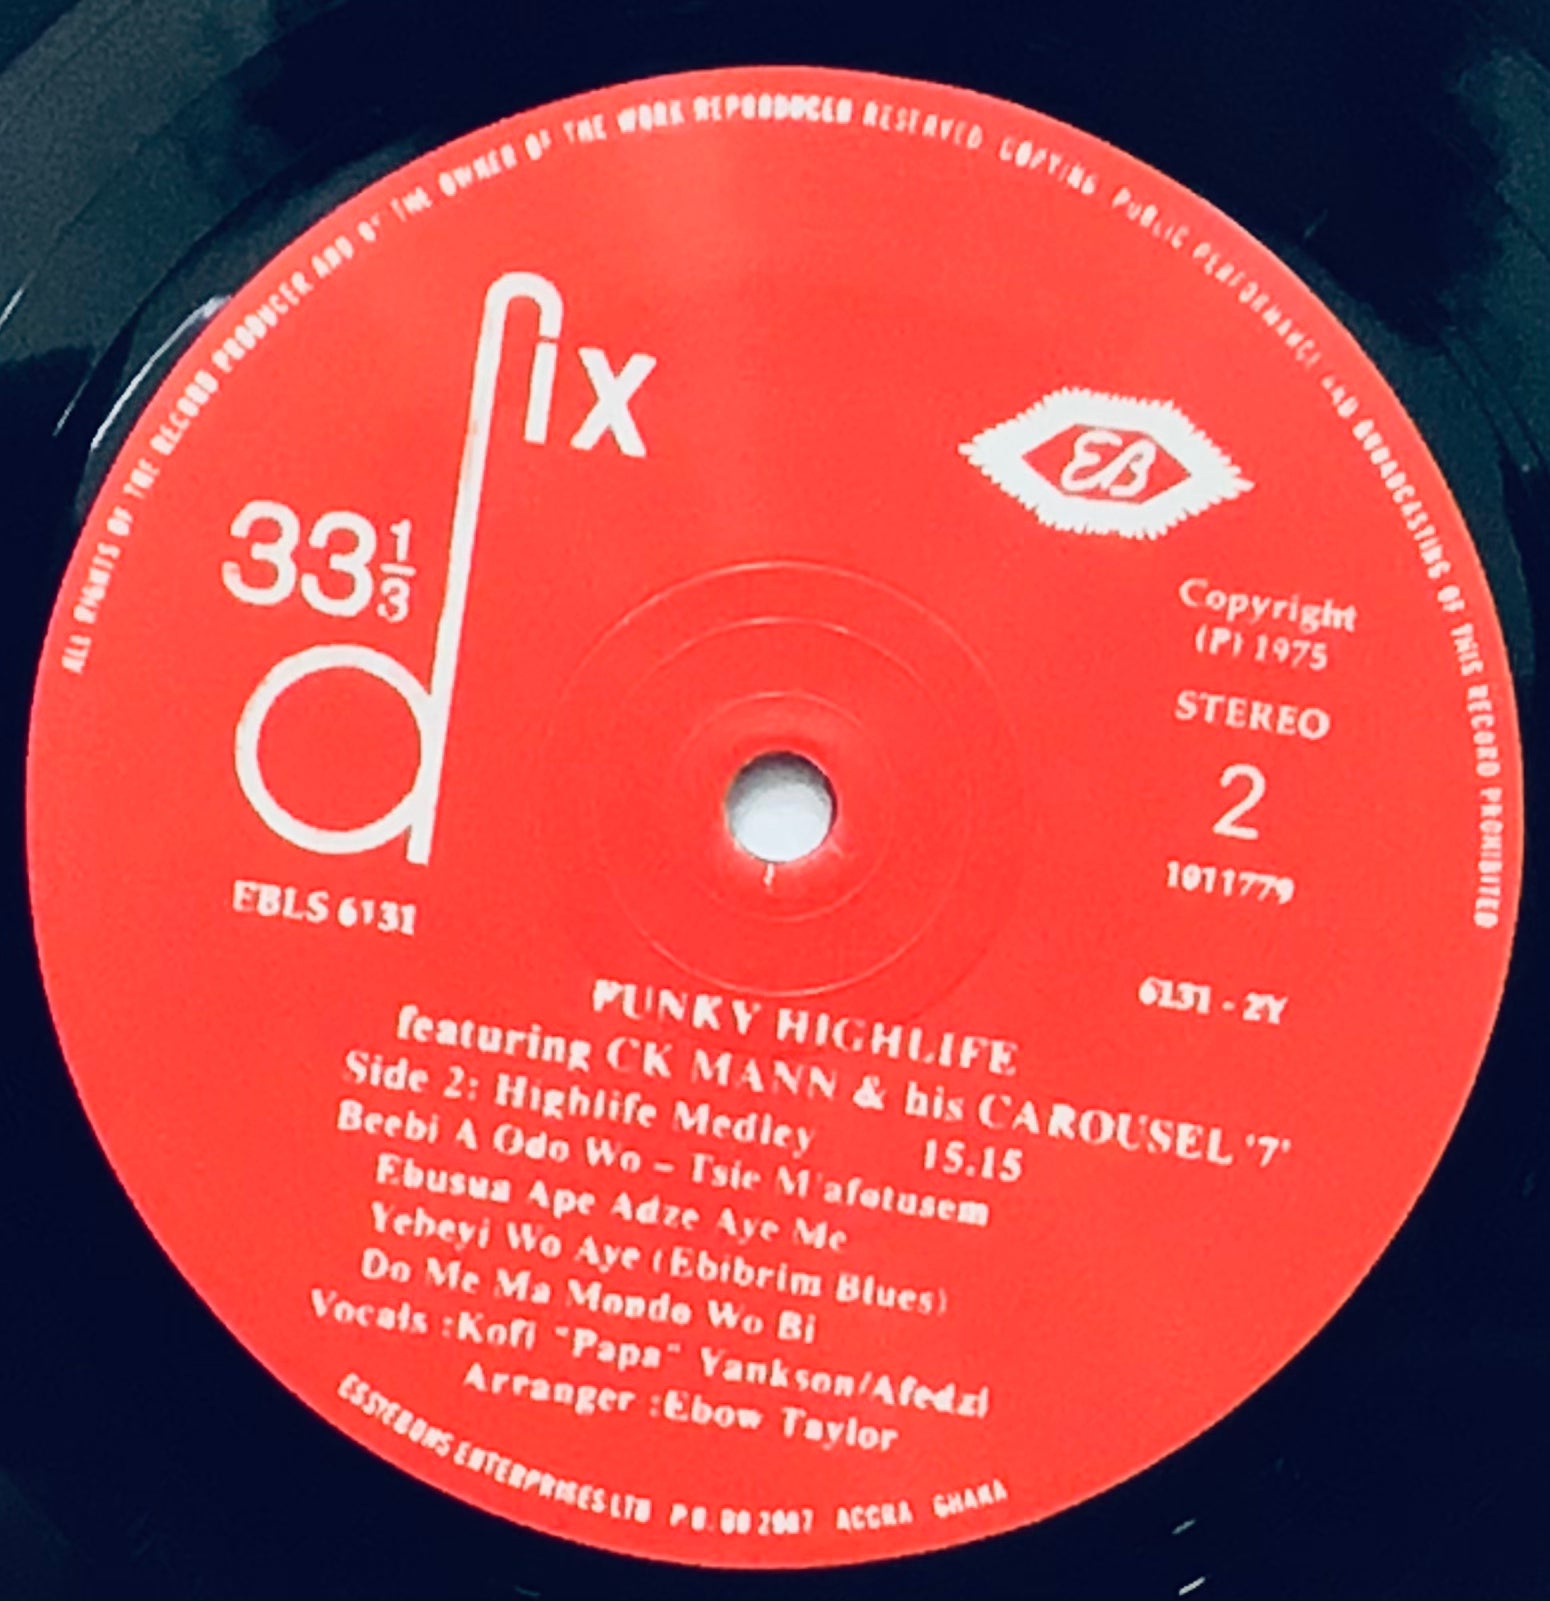 ALL RIGHTS OF THE RECORD PRODUCER AND OF THE OWNER OF THE WORK REPRODUCED RESERVED COPYING PUBLIC PERFORMANCE AND BROADCASTING OF THIS RECORD PROHIBITED
dix
33 1/3
EB
Copyright
(P) 1975
STEREO
2
1011779
EBLS 6131
6131 - 2Y
FUNKY HIGHLIFE
featuring CK MANN & his CAROUSEL '7'
Side 2: Highlife Medley 15.15
Beebi A Odo Wo – Tsie M'afotusem
Ebusua Ape Adze Aye Me
Yebeyi Wo Aye (Ebibrim Blues)
Do Me Ma Mondo Wo Bi
Vocals :Kofi "Papa" Yankson/Afedzi
Arranger :Ebow Taylor
ESSIEBONS ENTERPRISES LTD P O. ACCRA GHANA